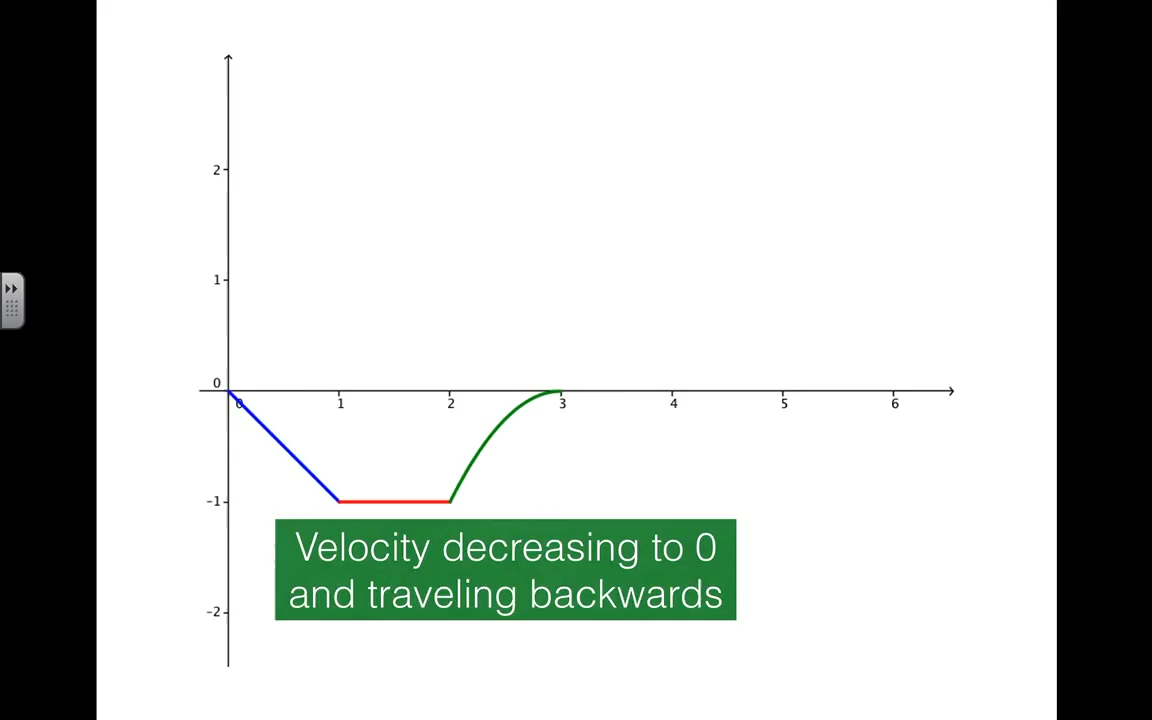 2
1
0
0 1 2 3 4 5 6
-1
Velocity decreasing to 0
and traveling backwards
-2